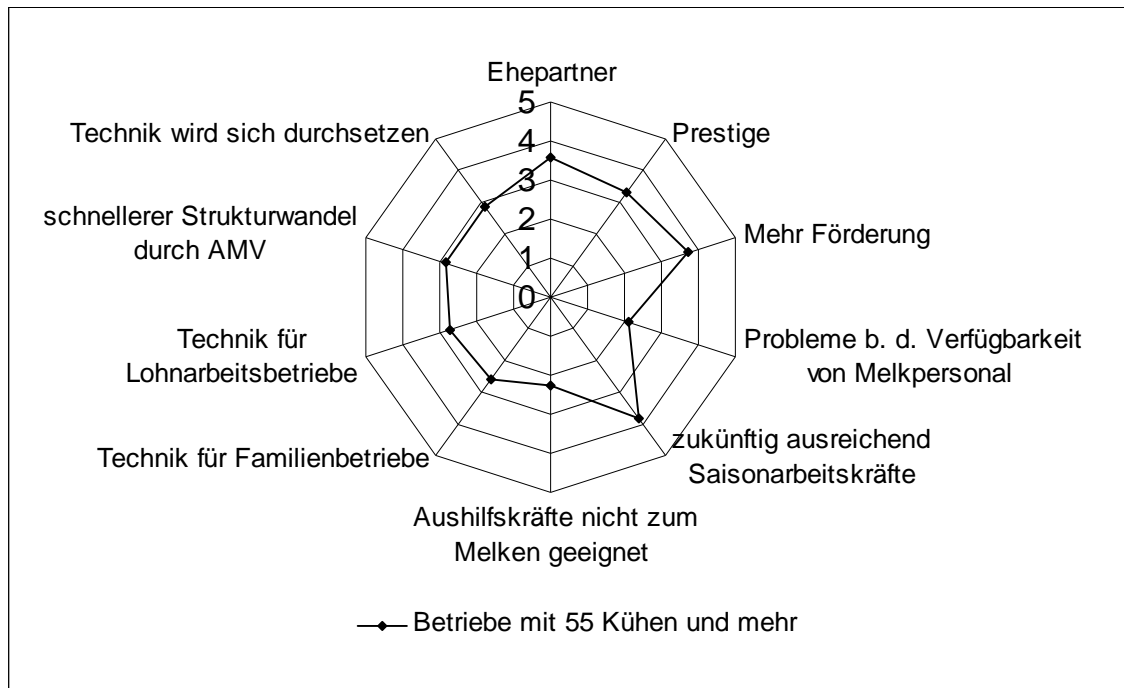 Ehepartner
Prestige
Mehr Förderung
Probleme b. d. Verfügbarkeit
von Melkpersonal
zukünftig ausreichend
Saisonarbeitskräfte
Aushilfskräfte nicht zum
Melken geeignet
Technik für Familienbetriebe
Technik für
Lohnarbeitsbetriebe
schnellerer Strukturwandel
durch AMV
Technik wird sich durchsetzen
5
4
3
2
1
0
Betriebe mit 55 Kühen und mehr